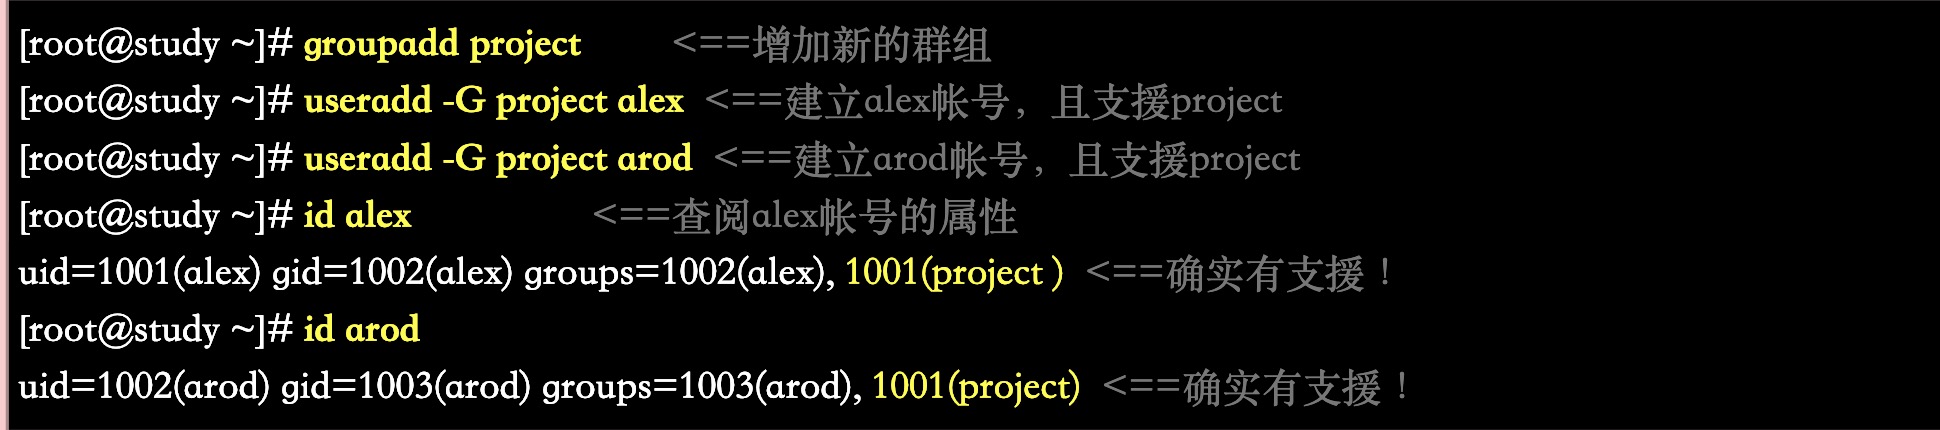 [root@study ~]# groupadd project <==增加新的群组
[root@study ~]# useradd -G project alex <==建立alex帐号，且支援project
[root@study ~]# useradd -G project arod <==建立arod帐号，且支援project
[root@study ~]# id alex <==查阅alex帐号的属性
uid=1001(alex) gid=1002(alex) groups=1002(alex), 1001(project ) <==确实有支援！
[root@study ~]# id arod
uid=1002(arod) gid=1003(arod) groups=1003(arod), 1001(project) <==确实有支援！